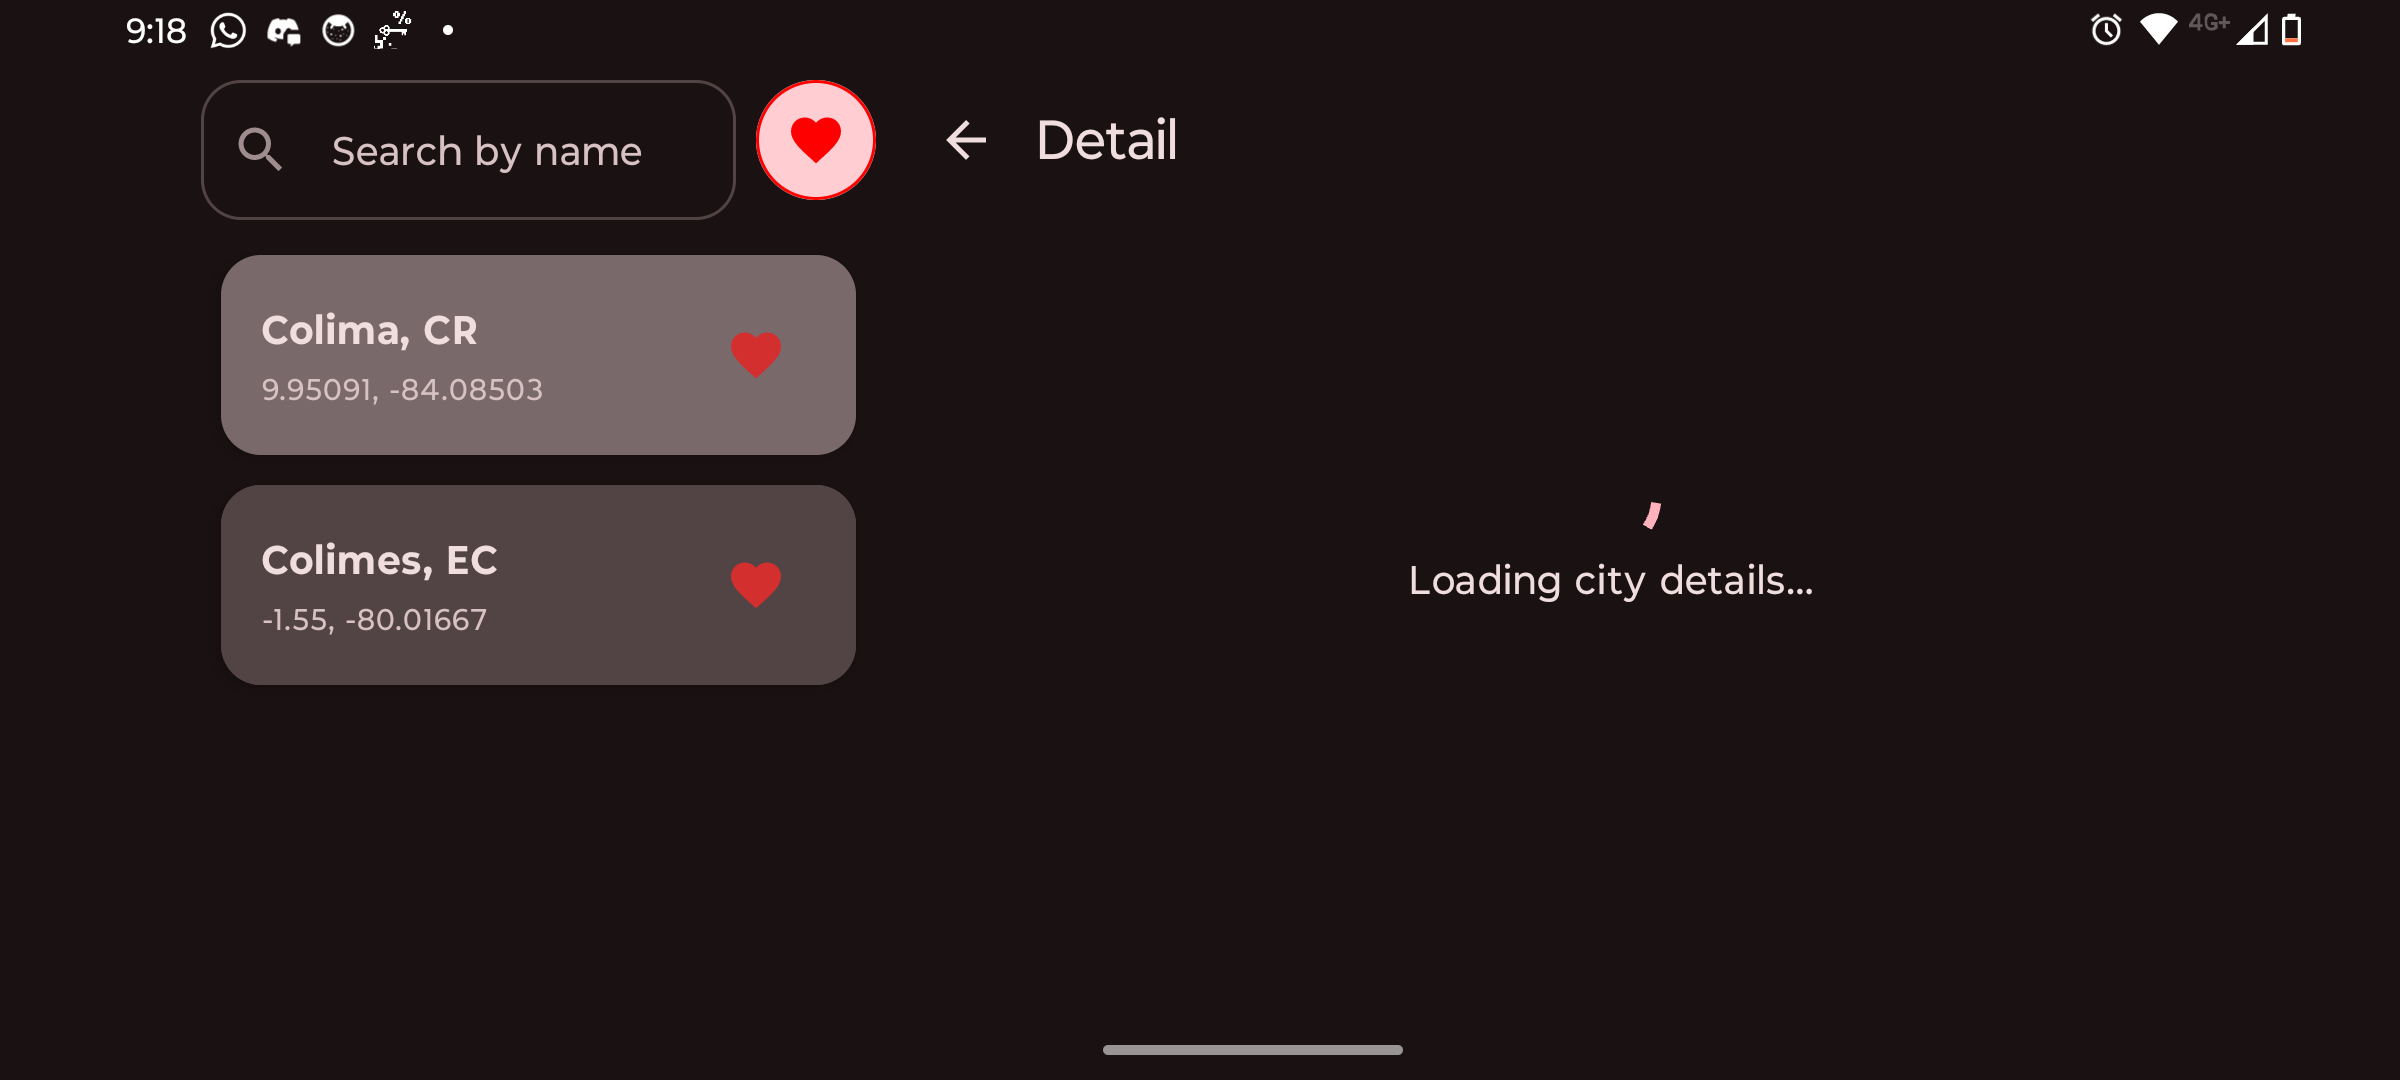 9:18
4G+
Search by name
Detail
Colima, CR
9.95091, -84.08503
Colimes, EC
-1.55, -80.01667
Loading city details...